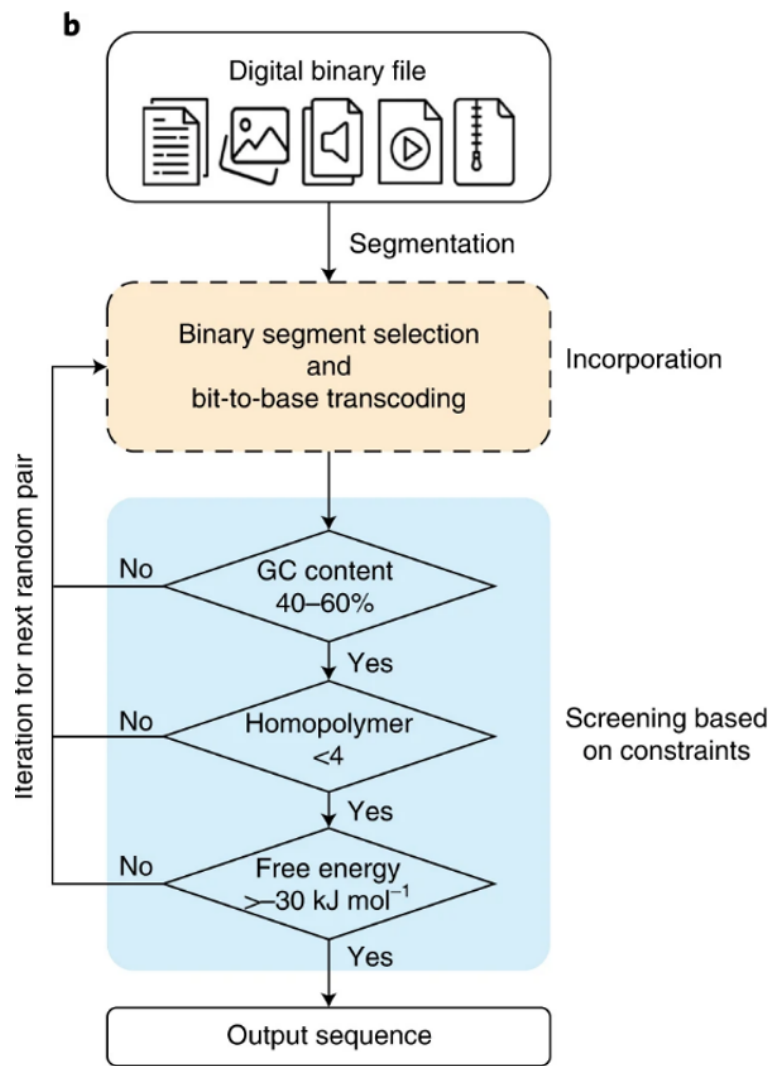 b
Digital binary file
Segmentation
Binary segment selection
and
bit-to-base transcoding
Incorporation
Iteration for next random pair
GC content
40–60%
No
Yes
Homopolymer
<4
No
Yes
Screening based
on constraints
Free energy
>–30 kJ mol⁻¹
No
Yes
Output sequence